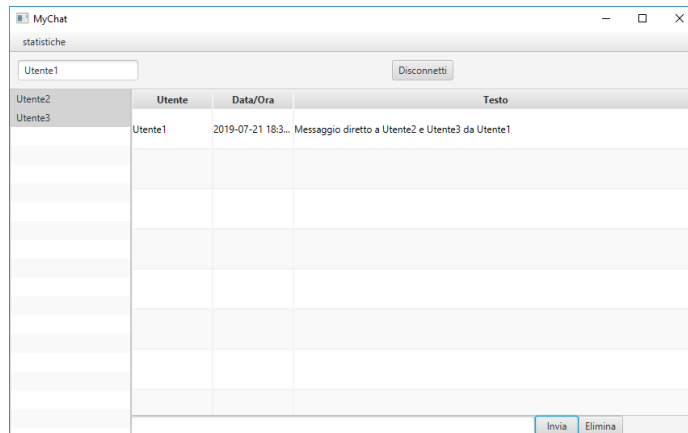 MyChat
statistiche
Utente1 Disconnetti
Utente2
Utente3
Utente Data/Ora Testo
Utente1 2019-07-21 18:3... Messaggio diretto a Utente2 e Utente3 da Utente1
Invia Elimina